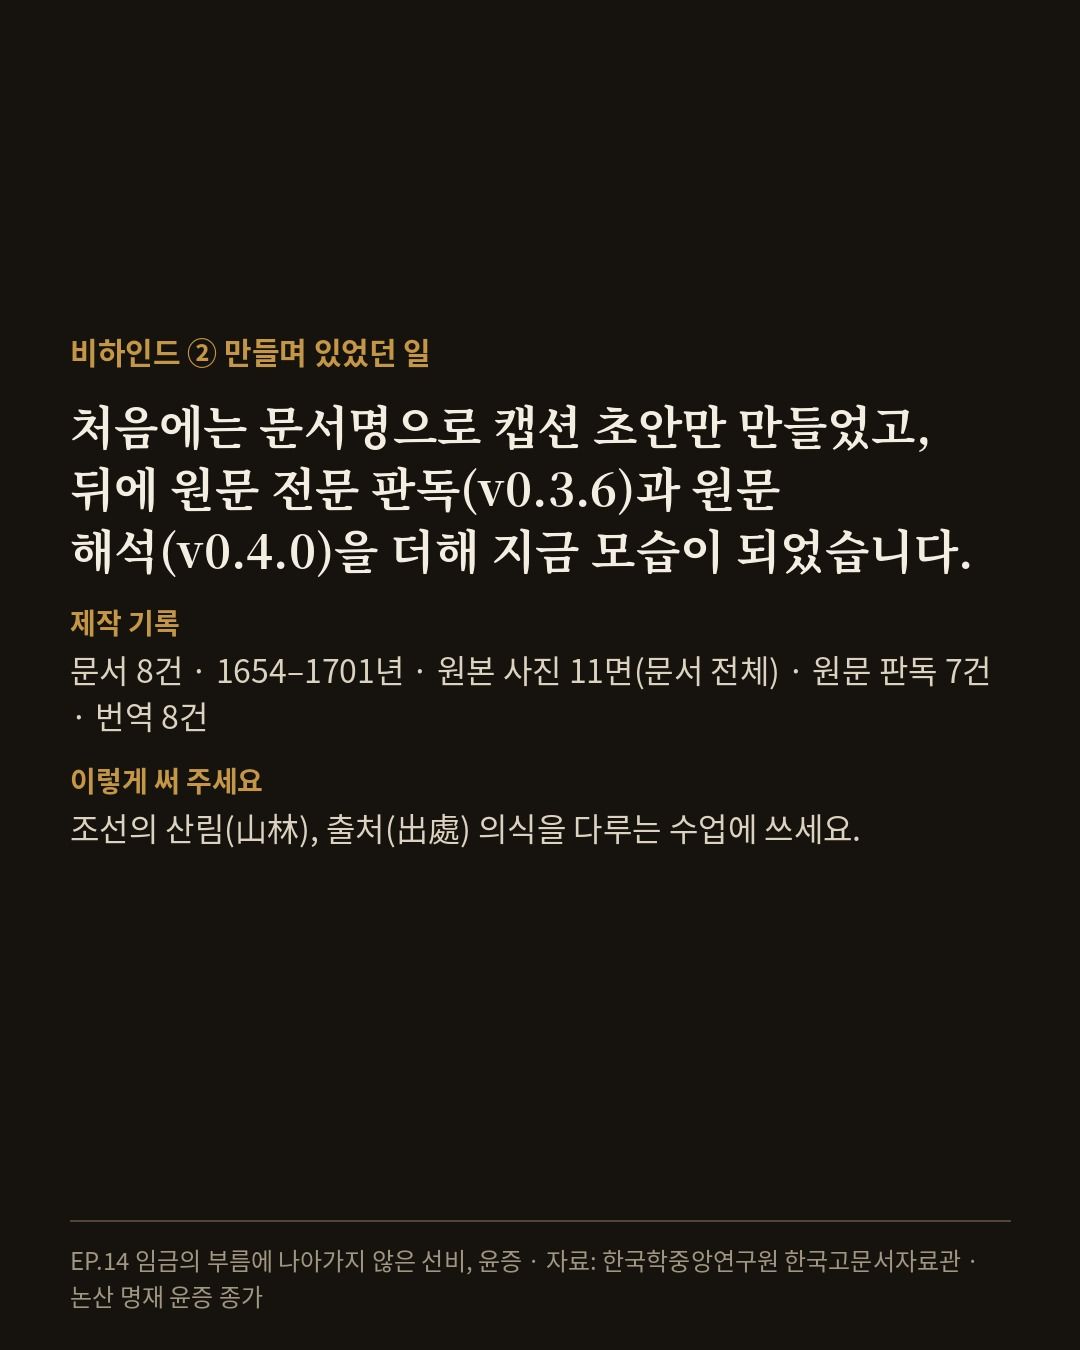 비하인드 ② 만들며 있었던 일
처음에는 문서명으로 캡션 초안만 만들었고,
뒤에 원문 전문 판독(v0.3.6)과 원문
해석(v0.4.0)을 더해 지금 모습이 되었습니다.
제작 기록
문서 8건 · 1654–1701년 · 원본 사진 11면(문서 전체) · 원문 판독 7건
· 번역 8건
이렇게 써 주세요
조선의 산림(山林), 출처(出處) 의식을 다루는 수업에 쓰세요.
EP.14 임금의 부름에 나아가지 않은 선비, 윤증 · 자료: 한국학중앙연구원 한국고문서자료관 ·
논산 명재 윤증 종가